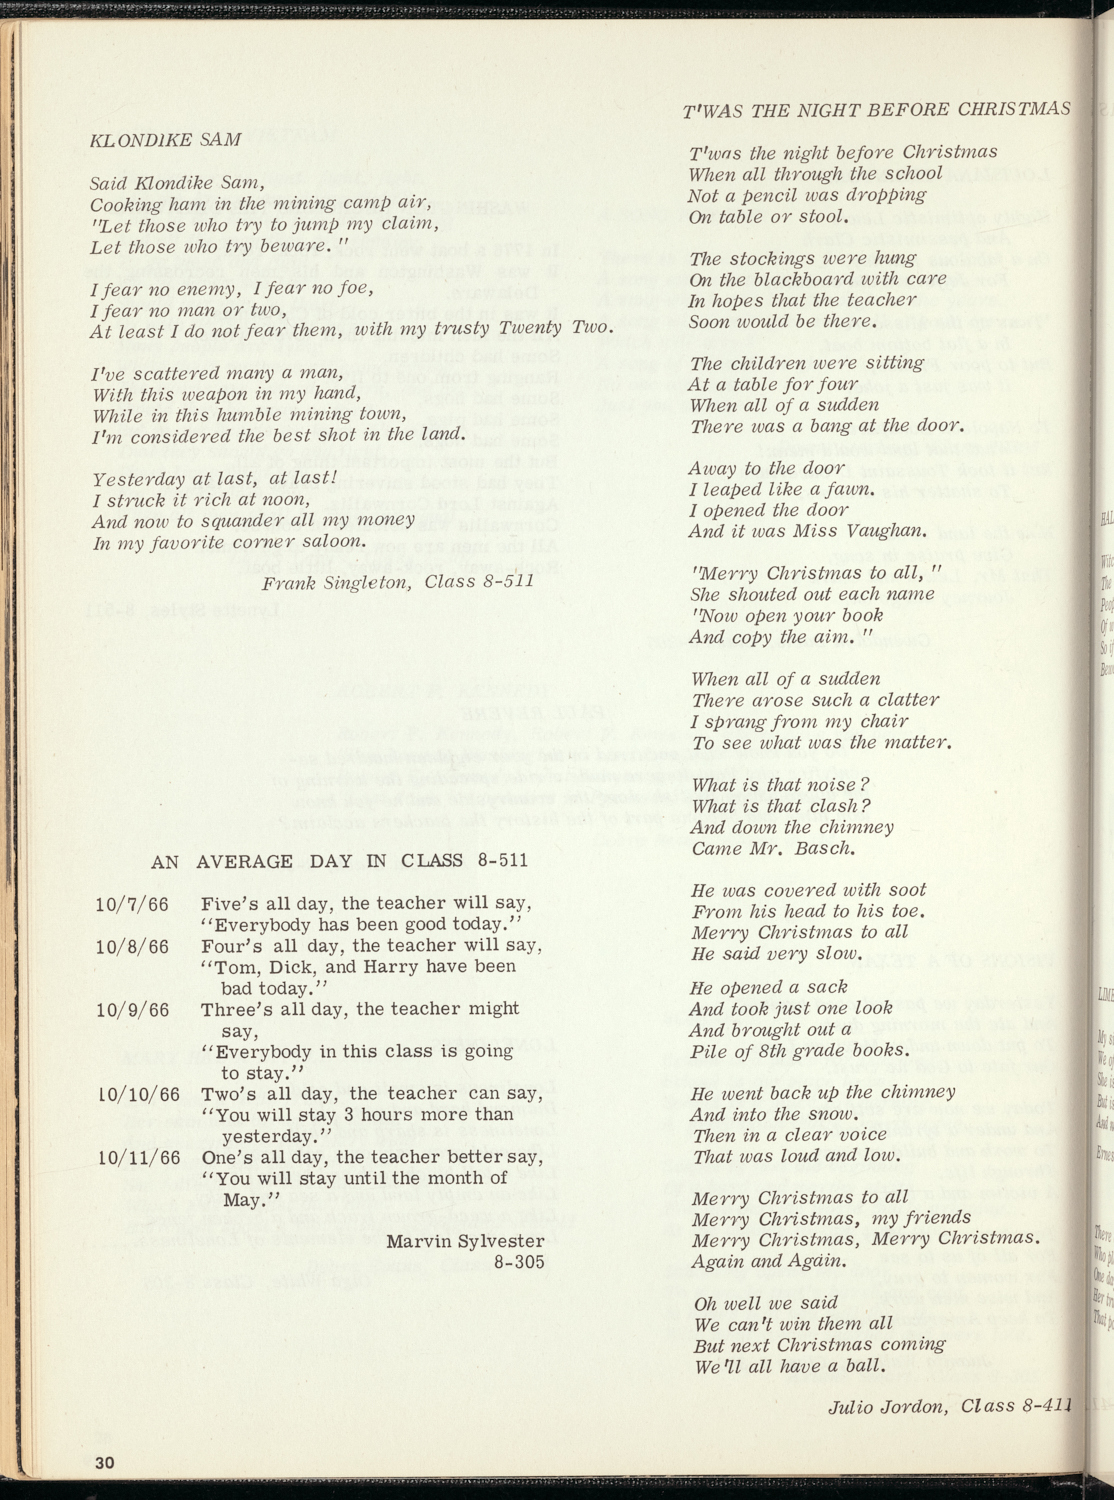 KLONDIKE SAM
Said Klondike Sam,
Cooking ham in the mining camp air,
"Let those who try to jump my claim,
Let those who try beware. "
I fear no enemy, I fear no foe,
I fear no man or two,
At least I do not fear them, with my trusty Twenty Two.
I've scattered many a man,
With this weapon in my hand,
While in this humble mining town,
I'm considered the best shot in the land.
Yesterday at last, at last!
I struck it rich at noon,
And now to squander all my money
In my favorite corner saloon.
Frank Singleton, Class 8-511
AN AVERAGE DAY IN CLASS 8-511
10/7/66 Five's all day, the teacher will say,
“Everybody has been good today.”
10/8/66 Four's all day, the teacher will say,
“Tom, Dick, and Harry have been
bad today.”
10/9/66 Three's all day, the teacher might
say,
“Everybody in this class is going
to stay.”
10/10/66 Two's all day, the teacher can say,
“You will stay 3 hours more than
yesterday.”
10/11/66 One's all day, the teacher better say,
“You will stay until the month of
May.”
Marvin Sylvester
8-305
T'WAS THE NIGHT BEFORE CHRISTMAS
T'was the night before Christmas
When all through the school
Not a pencil was dropping
On table or stool.
The stockings were hung
On the blackboard with care
In hopes that the teacher
Soon would be there.
The children were sitting
At a table for four
When all of a sudden
There was a bang at the door.
Away to the door
I leaped like a fawn.
I opened the door
And it was Miss Vaughan.
"Merry Christmas to all, "
She shouted out each name
"Now open your book
And copy the aim. "
When all of a sudden
There arose such a clatter
I sprang from my chair
To see what was the matter.
What is that noise?
What is that clash?
And down the chimney
Came Mr. Basch.
He was covered with soot
From his head to his toe.
Merry Christmas to all
He said very slow.
He opened a sack
And took just one look
And brought out a
Pile of 8th grade books.
He went back up the chimney
And into the snow.
Then in a clear voice
That was loud and low.
Merry Christmas to all
Merry Christmas, my friends
Merry Christmas, Merry Christmas.
Again and Again.
Oh well we said
We can't win them all
But next Christmas coming
We'll all have a ball.
Julio Jordon, Class 8-411
30